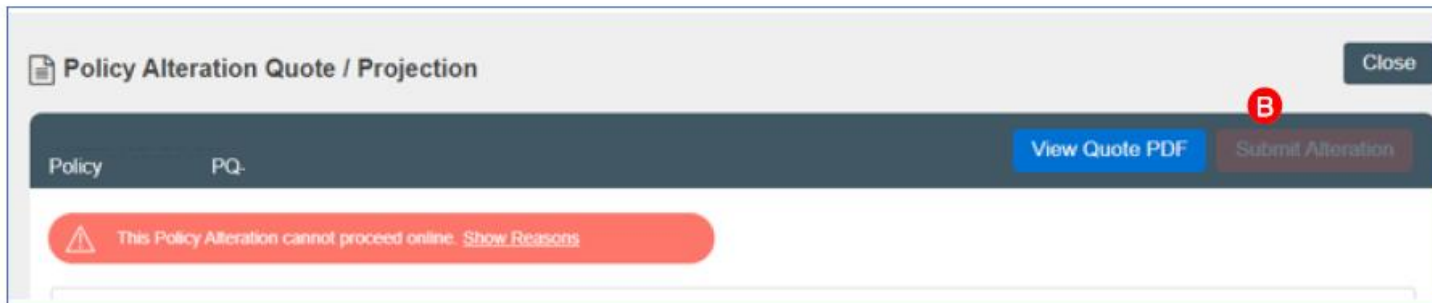 Policy Alteration Quote / Projection
Close
B
Policy PQ-
View Quote PDF
Submit Alteration
This Policy Alteration cannot proceed online. Show Reasons